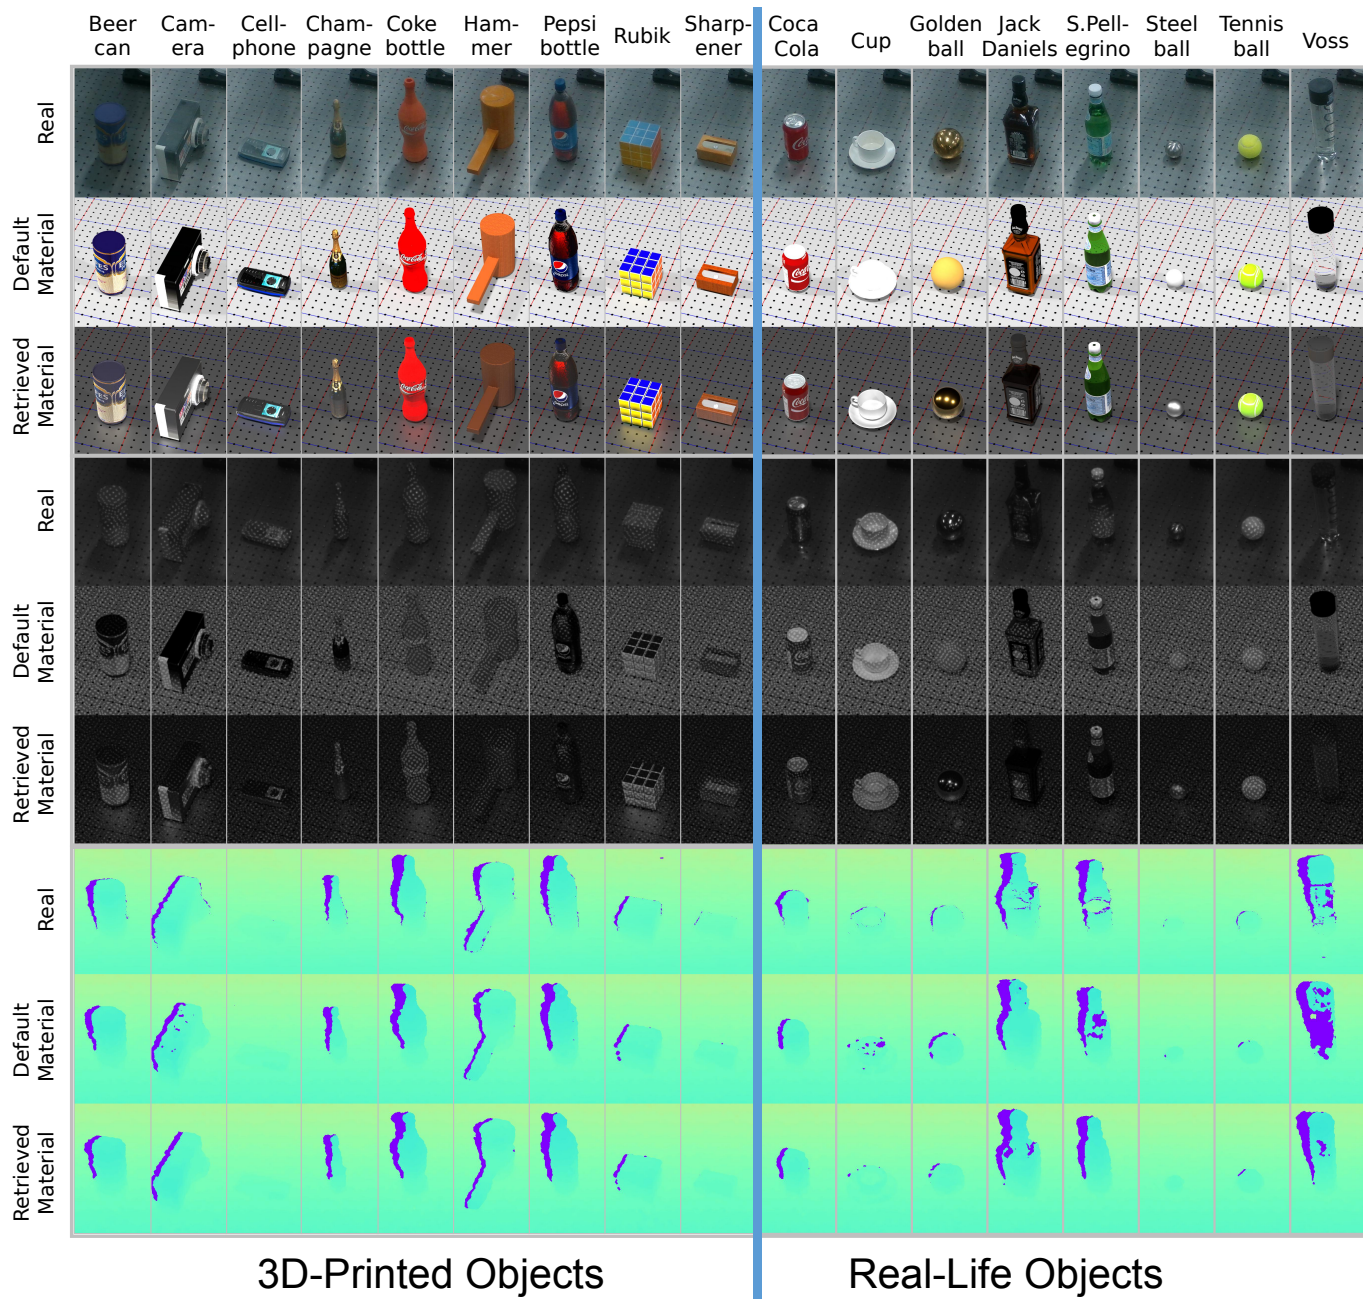 Beer can
Cam-era
Cell-phone
Cham-pagne
Coke bottle
Ham-mer
Pepsi bottle
Rubik
Sharp-ener
Coca Cola
Cup
Golden ball
Jack Daniels
S.Pell-egrino
Steel ball
Tennis ball
Voss
Real
Default Material
Retrieved Material
Real
Default Material
Retrieved Material
Real
Default Material
Retrieved Material
3D-Printed Objects
Real-Life Objects